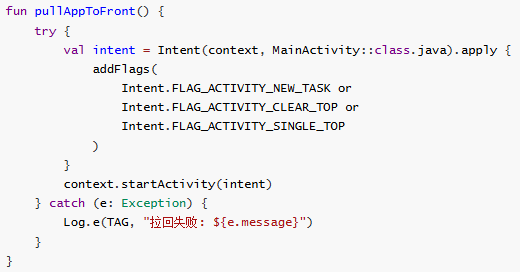 fun pullAppToFront() {
    try {
        val intent = Intent(context, MainActivity::class.java).apply {
            addFlags(
                Intent.FLAG_ACTIVITY_NEW_TASK or
                Intent.FLAG_ACTIVITY_CLEAR_TOP or
                Intent.FLAG_ACTIVITY_SINGLE_TOP
            )
        }
        context.startActivity(intent)
    } catch (e: Exception) {
        Log.e(TAG, "拉回失败: ${e.message}")
    }
}